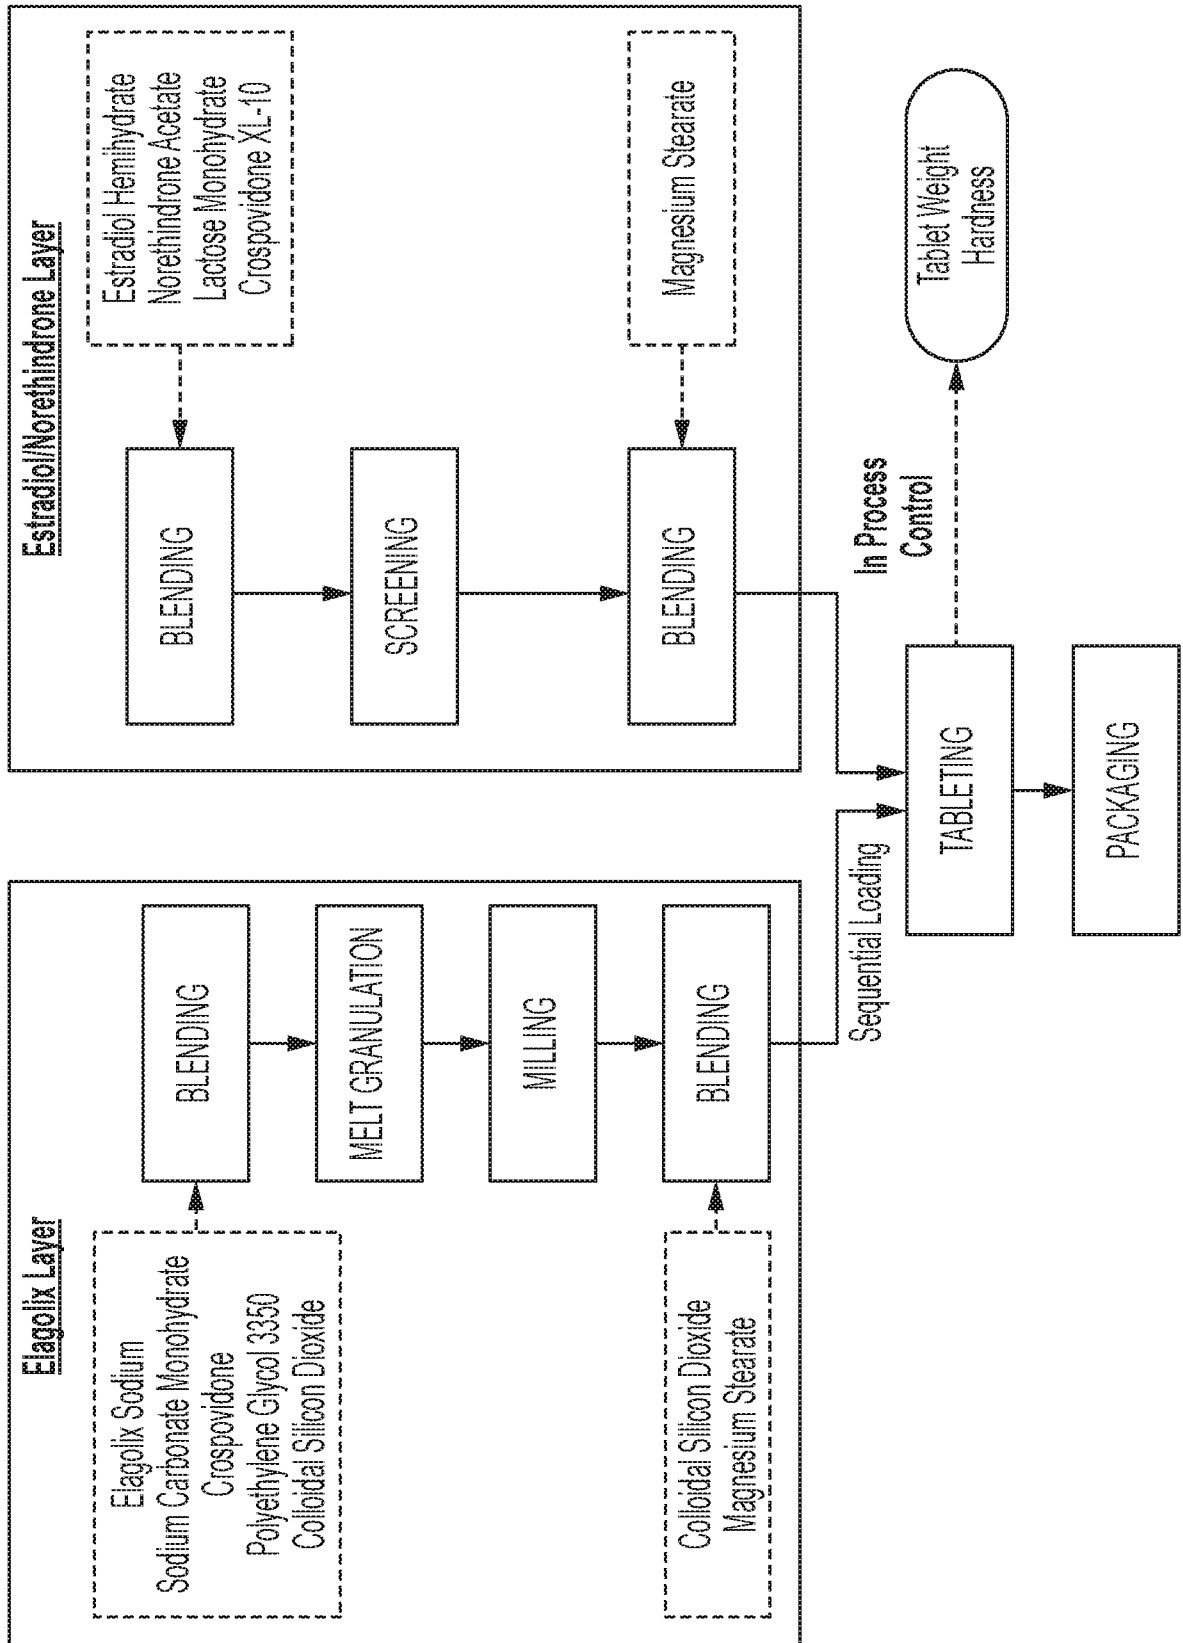 Elagolix Layer
Elagolix Sodium
Sodium Carbonate Monohydrate
Crospovidone
Polyethylene Glycol 3350
Colloidal Silicon Dioxide
BLENDING
MELT GRANULATION
MILLING
Colloidal Silicon Dioxide
Magnesium Stearate
BLENDING
Estradiol/Norethindrone Layer
BLENDING
Estradiol Hemihydrate
Norethindrone Acetate
Lactose Monohydrate
Crospovidone XL-10
SCREENING
BLENDING
Magnesium Stearate
Sequential Loading
TABLETING
In Process
Control
Tablet Weight
Hardness
PACKAGING